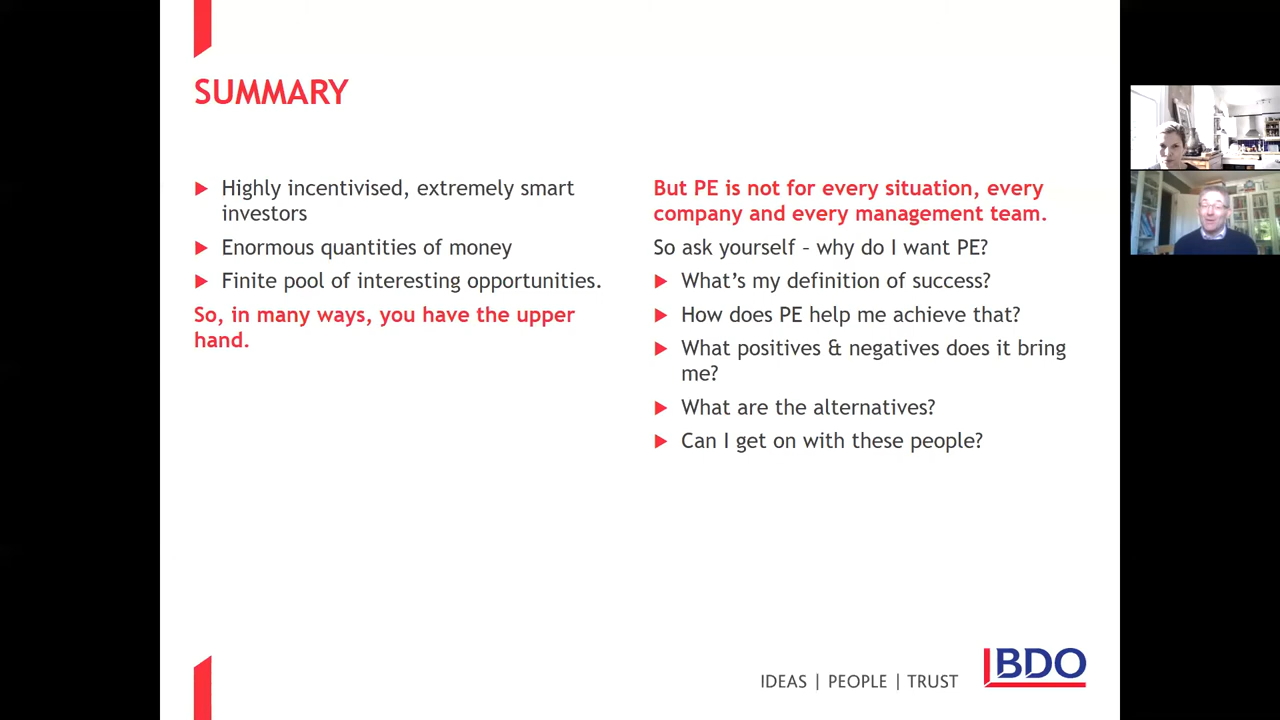 SUMMARY
Highly incentivised, extremely smart
investors
Enormous quantities of money
Finite pool of interesting opportunities.
So, in many ways, you have the upper
hand.
But PE is not for every situation, every
company and every management team.
So ask yourself – why do I want PE?
What’s my definition of success?
How does PE help me achieve that?
What positives & negatives does it bring
me?
What are the alternatives?
Can I get on with these people?
IDEAS | PEOPLE | TRUST
BDO